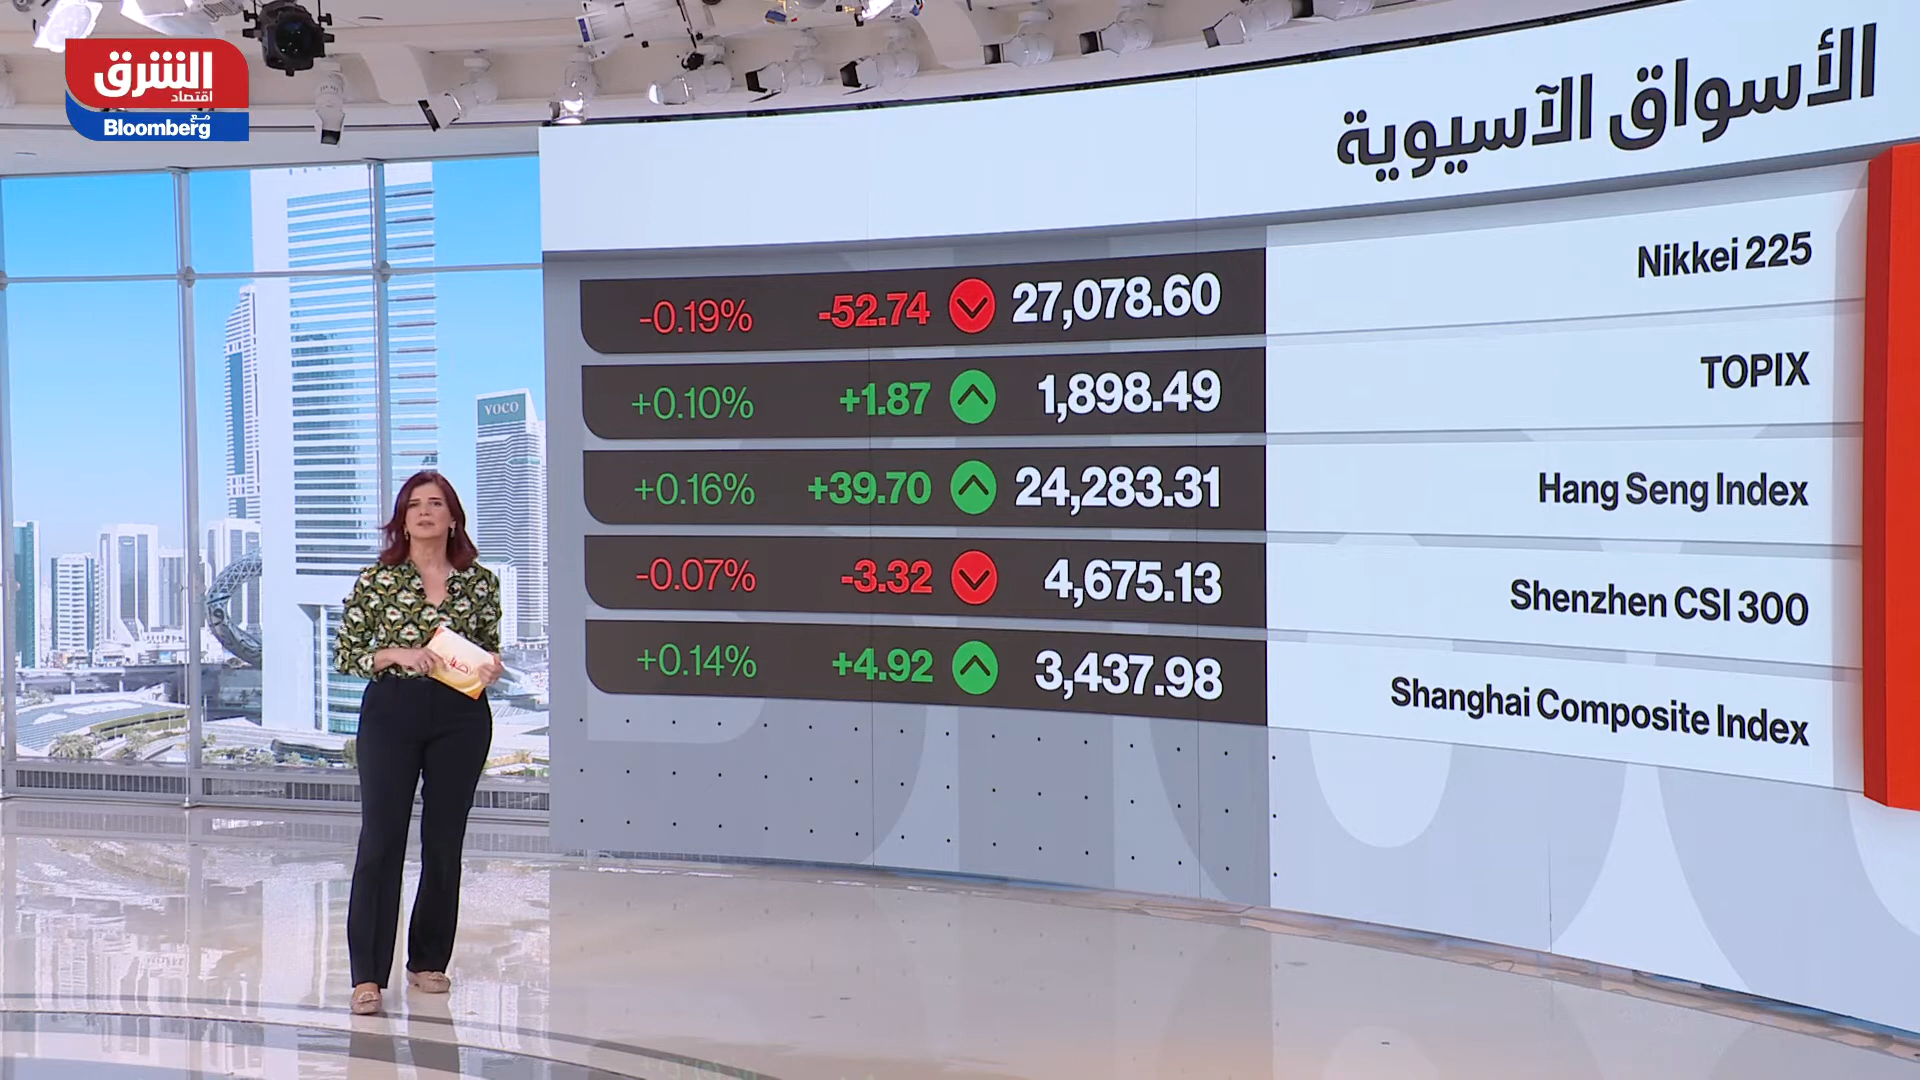 الشرق
اقتصاد
مع
Bloomberg
الأسواق الآسيوية
Nikkei 225
27,078.60 -52.74 -0.19%
TOPIX
1,898.49 +1.87 +0.10%
Hang Seng Index
24,283.31 +39.70 +0.16%
Shenzhen CSI 300
4,675.13 -3.32 -0.07%
Shanghai Composite Index
3,437.98 +4.92 +0.14%
VOCO